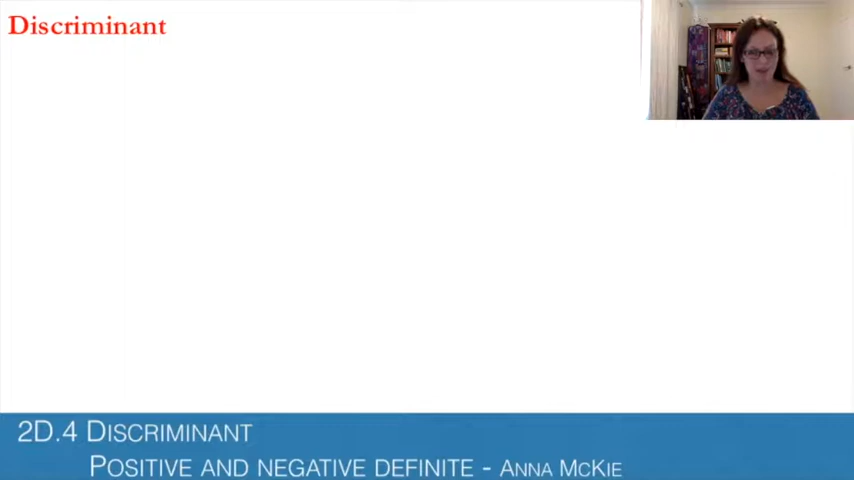 Discriminant
2D.4 Discriminant
Positive and negative definite - Anna McKie